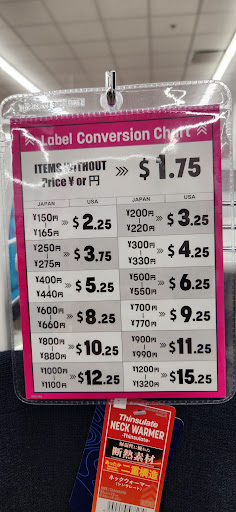 Label Conversion Chart
ITEMS WITHOUT
Price ¥ or 円 >>> $1.75
JAPAN USA JAPAN USA
¥150円 ¥165円 >>> $2.25 ¥200円 ¥220円 >>> $3.25
¥250円 ¥275円 >>> $3.75 ¥300円 ¥330円 >>> $4.25
¥400円 ¥440円 >>> $5.25 ¥500円 ¥550円 >>> $6.25
¥600円 ¥660円 >>> $8.25 ¥700円 ¥770円 >>> $9.25
¥800円 ¥880円 >>> $10.25 ¥900円 ¥990円 >>> $11.25
¥1000円 ¥1100円 >>> $12.25 ¥1200円 ¥1320円 >>> $15.25
Thinsulate
NECK WARMER
-Thinsulate-
断熱素材
二重構造
ネックウォーマー